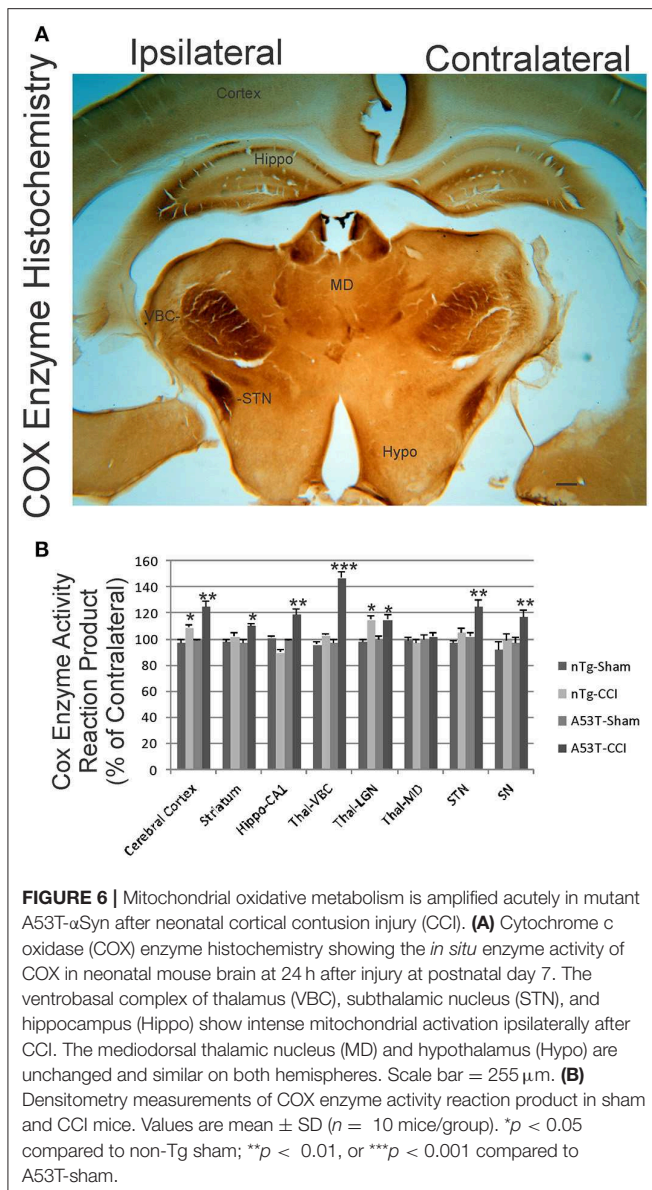 A
Ipsilateral
Contralateral
COX Enzyme Histochemistry
Cortex
Hippo
MD
VBC-
-STN
Hypo
B
Cox Enzyme Activity
Reaction Product
(% of Contralateral)
160
140
120
100
80
60
40
20
0
* ** * ** *** * * ** **
Cerebral Cortex
Striatum
Hippo-CA1
Thal-VBC
Thal-LGN
Thal-MD
STN
SN
nTg-Sham
nTg-CCI
A53T-Sham
A53T-CCI
FIGURE 6 | Mitochondrial oxidative metabolism is amplified acutely in mutant
A53T-αSyn after neonatal cortical contusion injury (CCI). (A) Cytochrome c
oxidase (COX) enzyme histochemistry showing the in situ enzyme activity of
COX in neonatal mouse brain at 24 h after injury at postnatal day 7. The
ventrobasal complex of thalamus (VBC), subthalamic nucleus (STN), and
hippocampus (Hippo) show intense mitochondrial activation ipsilaterally after
CCI. The mediodorsal thalamic nucleus (MD) and hypothalamus (Hypo) are
unchanged and similar on both hemispheres. Scale bar = 255 μm. (B)
Densitometry measurements of COX enzyme activity reaction product in sham
and CCI mice. Values are mean ± SD (n = 10 mice/group). *p < 0.05
compared to non-Tg sham; **p < 0.01, or ***p < 0.001 compared to
A53T-sham.